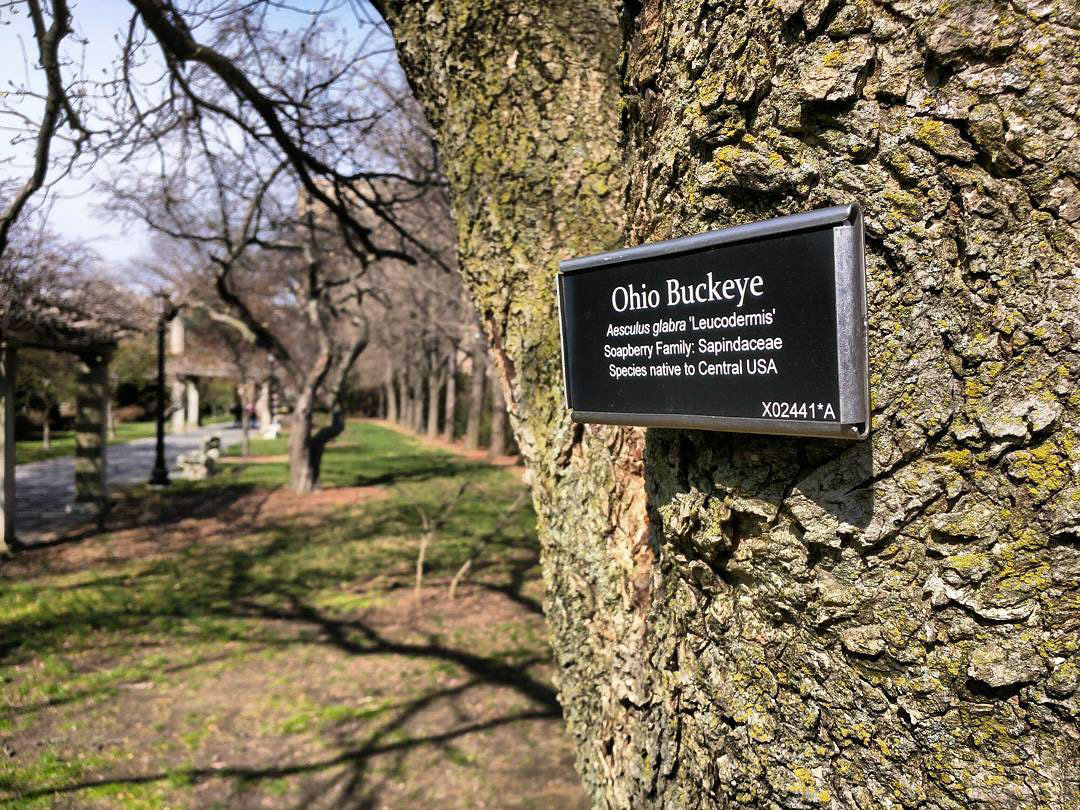 Ohio Buckeye
Aesculus glabra 'Leucodermis'
Soapberry Family: Sapindaceae
Species native to Central USA
X02441*A